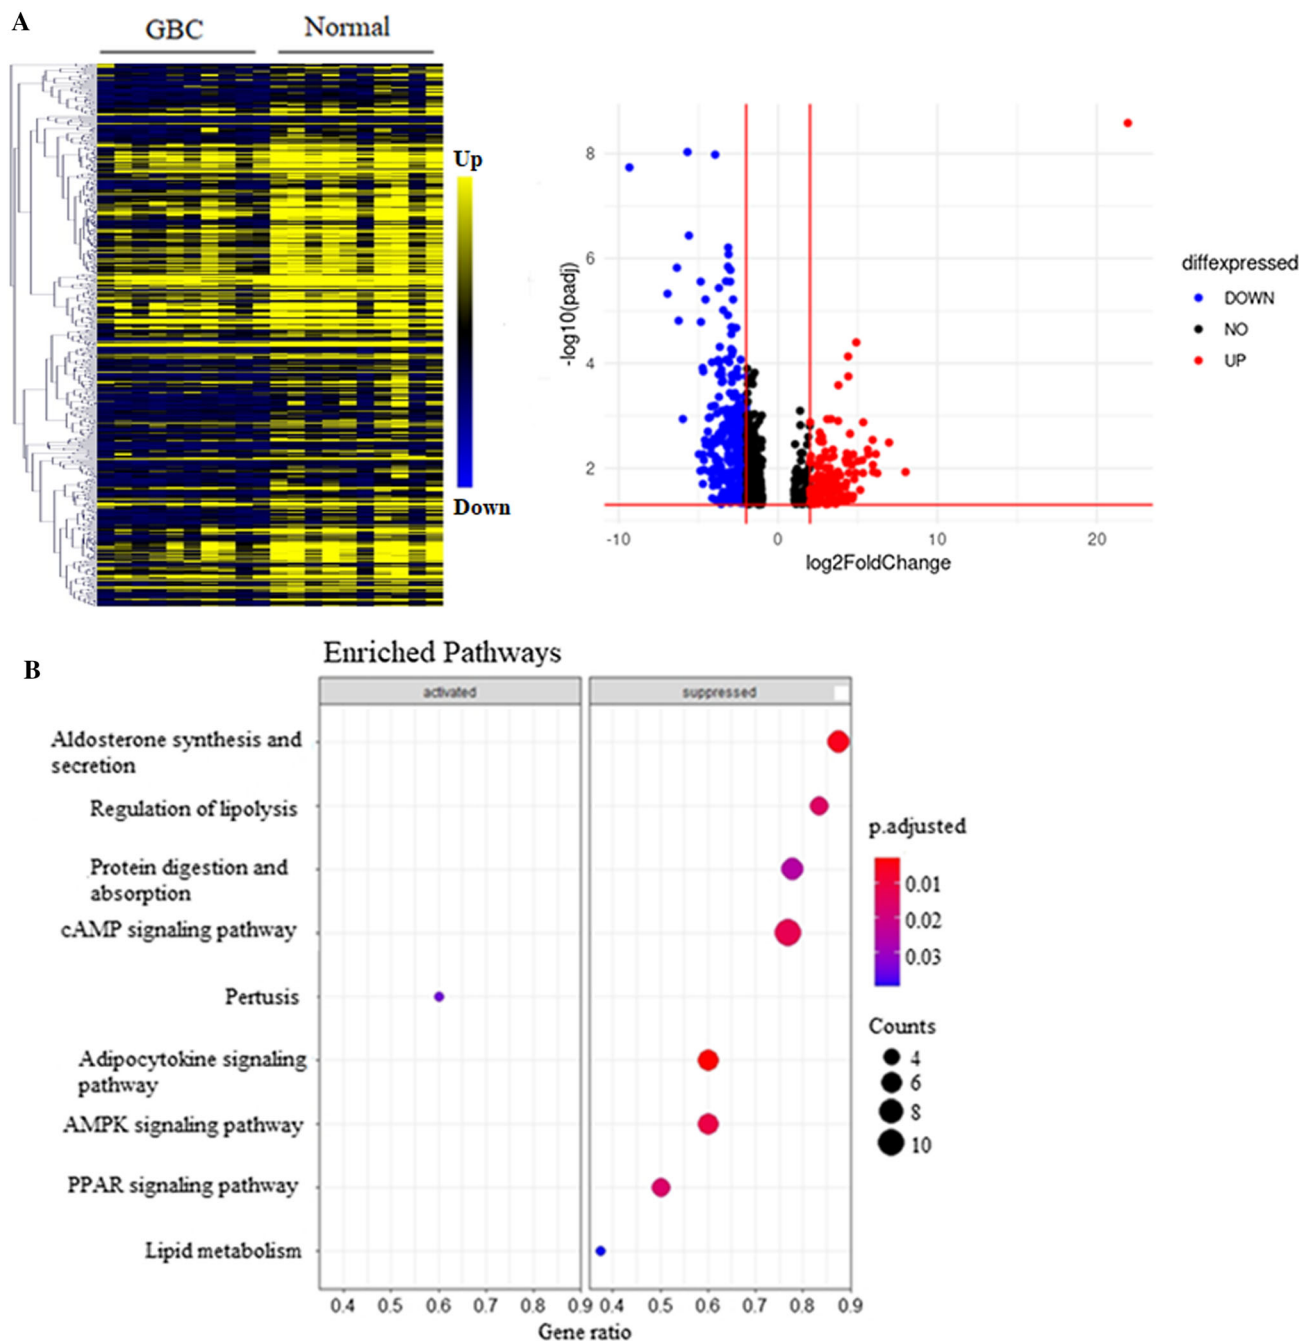 A
GBC
Normal
Up
Down
8
6
4
2
-log10(padj)
-10
0
10
20
log2FoldChange
diffexpressed
DOWN
NO
UP
B
Enriched Pathways
activated
suppressed
Aldosterone synthesis and
secretion
Regulation of lipolysis
Protein digestion and
absorption
cAMP signaling pathway
Pertusis
Adipocytokine signaling
pathway
AMPK signaling pathway
PPAR signaling pathway
Lipid metabolism
0.4 0.5 0.6 0.7 0.8 0.9
0.4 0.5 0.6 0.7 0.8 0.9
Gene ratio
p.adjusted
0.01
0.02
0.03
Counts
4
6
8
10